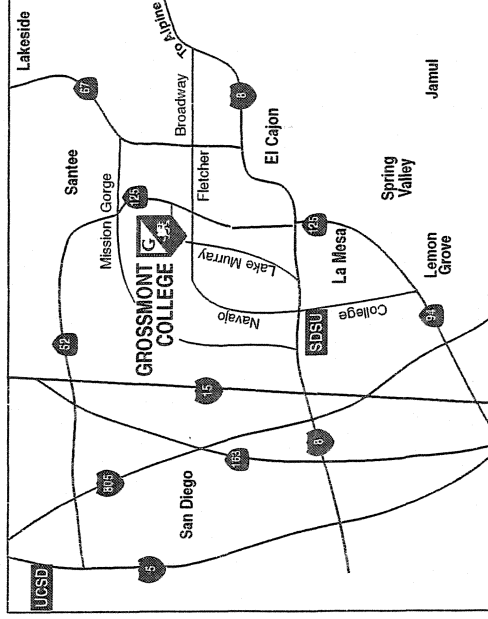 Lakeside
To Alpine
67
Broadway
8
Jamul
El Cajon
Santee
Mission Gorge
125
Fletcher
Spring
Valley
G
GROSSMONT
COLLEGE
Lake Murray
125
La Mesa
Lemon
Grove
Navajo
SDSU
College
94
52
15
8
163
805
San Diego
UCSD
5